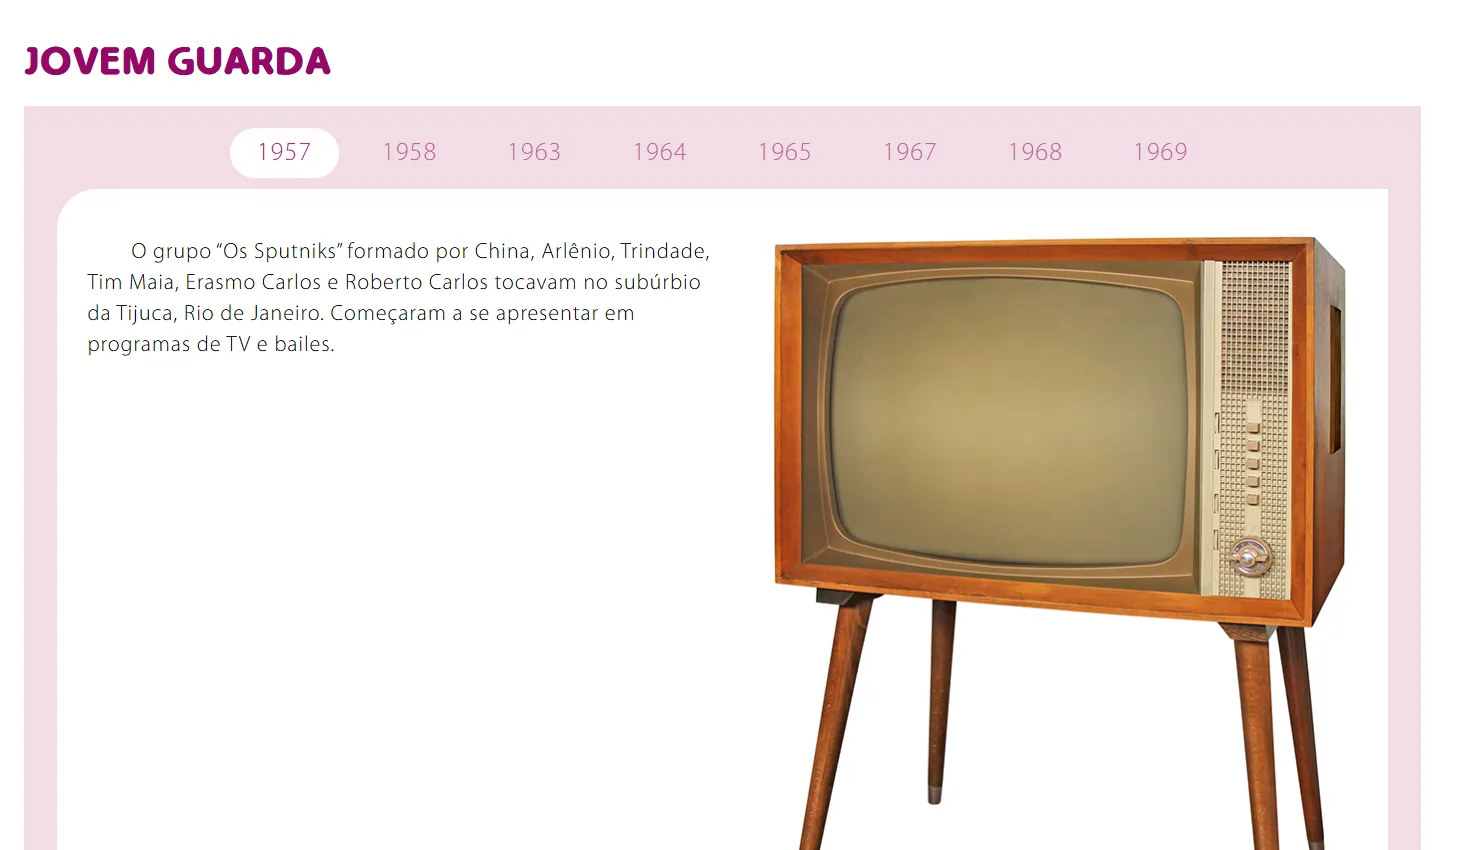 JOVEM GUARDA
1957 1958 1963 1964 1965 1967 1968 1969
O grupo “Os Sputniks” formado por China, Arlênio, Trindade,
Tim Maia, Erasmo Carlos e Roberto Carlos tocavam no subúrbio
da Tijuca, Rio de Janeiro. Começaram a se apresentar em
programas de TV e bailes.